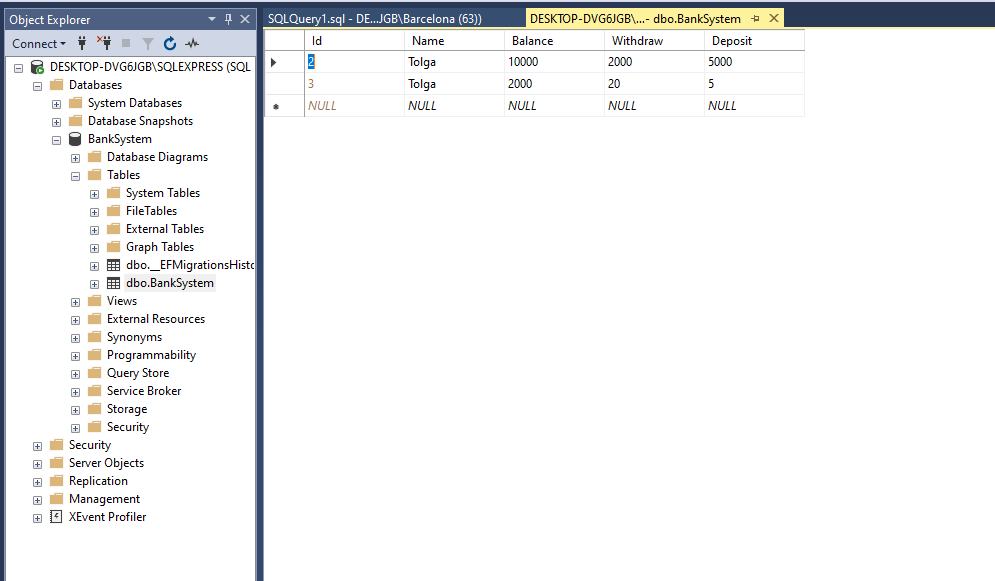 Object Explorer
Connect
DESKTOP-DVG6JGB\SQLEXPRESS (SQL
Databases
System Databases
Database Snapshots
BankSystem
Database Diagrams
Tables
System Tables
FileTables
External Tables
Graph Tables
dbo.__EFMigrationsHisto
dbo.BankSystem
Views
External Resources
Synonyms
Programmability
Query Store
Service Broker
Storage
Security
Security
Server Objects
Replication
Management
XEvent Profiler
SQLQuery1.sql - DE...JGB\Barcelona (63)) DESKTOP-DVG6JGB\...- dbo.BankSystem
Id Name Balance Withdraw Deposit
2 Tolga 10000 2000 5000
3 Tolga 2000 20 5
NULL NULL NULL NULL NULL